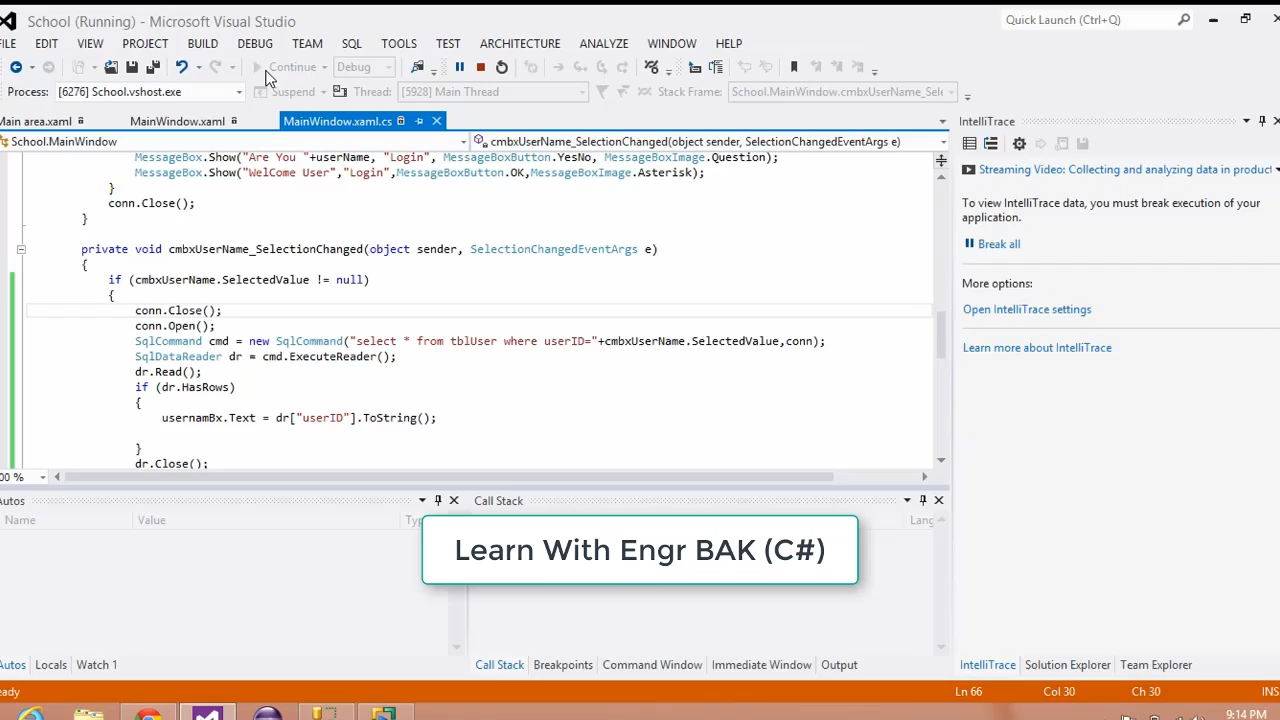 School (Running) - Microsoft Visual Studio
Quick Launch (Ctrl+Q)
FILE EDIT VIEW PROJECT BUILD DEBUG TEAM SQL TOOLS TEST ARCHITECTURE ANALYZE WINDOW HELP
Continue Debug
Process: [6276] School.vshost.exe Suspend Thread: [5928] Main Thread Stack Frame: School.MainWindow.cmbxUserName_Sele
Main area.xaml MainWindow.xaml MainWindow.xaml.cs
School.MainWindow cmbxUserName_SelectionChanged(object sender, SelectionChangedEventArgs e)
MessageBox.Show("Are You "+userName, "Login", MessageBoxButton.YesNo, MessageBoxImage.Question);
MessageBox.Show("WelCome User","Login",MessageBoxButton.OK,MessageBoxImage.Asterisk);
}
conn.Close();
}
private void cmbxUserName_SelectionChanged(object sender, SelectionChangedEventArgs e)
{
if (cmbxUserName.SelectedValue != null)
{
conn.Close();
conn.Open();
SqlCommand cmd = new SqlCommand("select * from tblUser where userID="+cmbxUserName.SelectedValue,conn);
SqlDataReader dr = cmd.ExecuteReader();
dr.Read();
if (dr.HasRows)
{
usernamBx.Text = dr["userID"].ToString();
}
dr.Close();
00 %
IntelliTrace
Streaming Video: Collecting and analyzing data in product
To view IntelliTrace data, you must break execution of your
application.
Break all
More options:
Open IntelliTrace settings
Learn more about IntelliTrace
Autos
Name Value Ty
Call Stack
Lang
Learn With Engr BAK (C#)
Autos Locals Watch 1
Call Stack Breakpoints Command Window Immediate Window Output
IntelliTrace Solution Explorer Team Explorer
eady Ln 66 Col 30 Ch 30 INS
9:14 PM